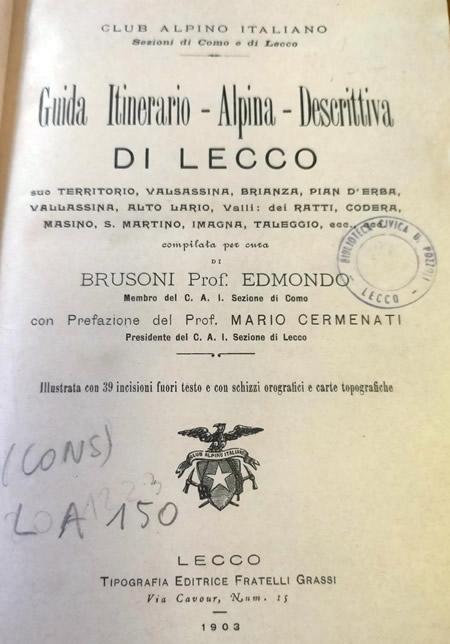 CLUB ALPINO ITALIANO
Sezioni di Como e di Lecco
Guida Itinerario - Alpina - Descrittiva
DI LECCO
suo TERRITORIO, VALSASSINA, BRIANZA, PIAN D'ERBA,
VALLASSINA, ALTO LARIO, Valli: dei RATTI, CODERA,
MASINO, S. MARTINO, IMAGNA, TALEGGIO, ecc., ecc.
compilata per cura
DI
BRUSONI Prof. EDMONDO
Membro del C. A. I. Sezione di Como
con Prefazione del Prof. MARIO CERMENATI
Presidente del C. A. I. Sezione di Lecco
BIBLIOTECA CIVICA U. POZZOLI
- LECCO -
Illustrata con 39 incisioni fuori testo e con schizzi orografici e carte topografiche
CLUB ALPINO ITALIANO
(CONS)
A 150
LECCO
TIPOGRAFIA EDITRICE FRATELLI GRASSI
Via Cavour, Num. 15
1903